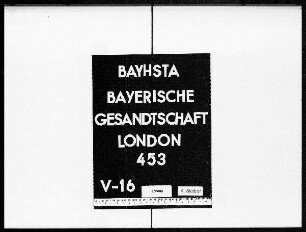 BAYHSTA
BAYERISCHE
GESANDTSCHAFT
LONDON
453
V-16